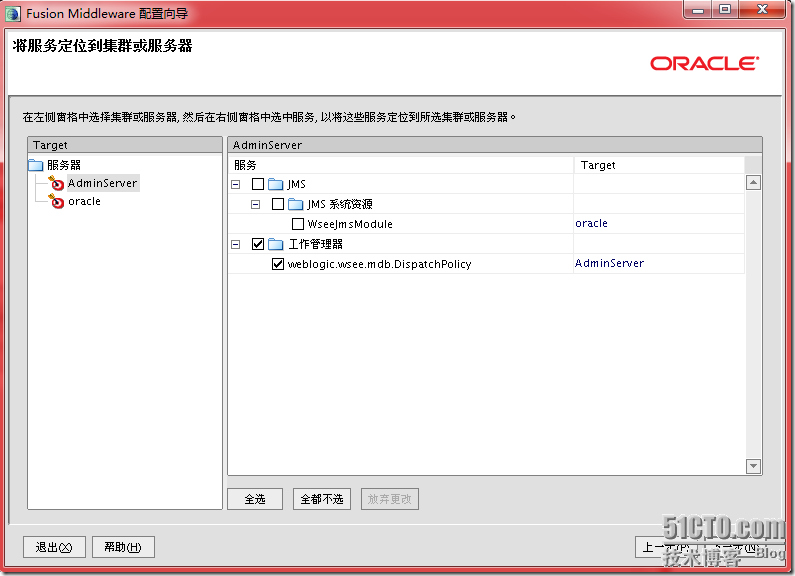 Fusion Middleware 配置向导
将服务定位到集群或服务器
ORACLE
在左侧窗格中选择集群或服务器, 然后在右侧窗格中选中服务, 以将这些服务定位到所选集群或服务器。
Target
服务器
AdminServer
oracle
AdminServer
服务 Target
JMS
JMS 系统资源
WseeJmsModule oracle
工作管理器
weblogic.wsee.mdb.DispatchPolicy AdminServer
全选 全都不选 放弃更改
退出(X) 帮助(H) 上一步(P) 下一步(N)
51CTO.com
技术博客 Blog